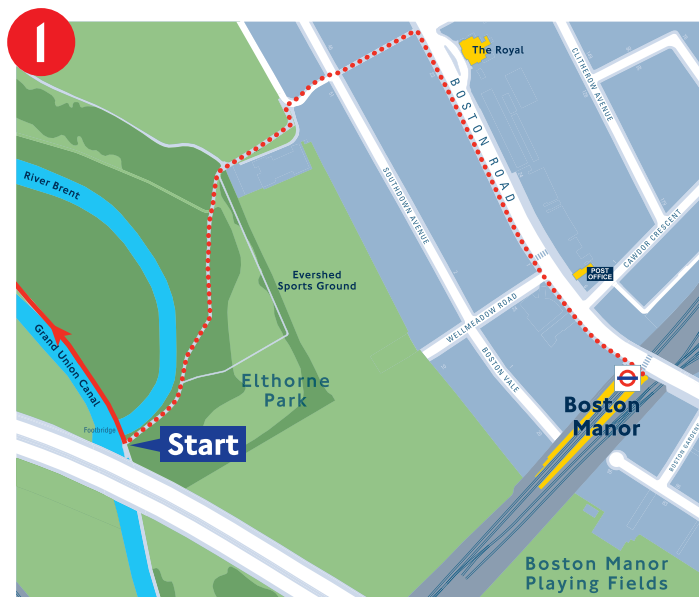 1
The Royal
CLITHEROW AVENUE
BOSTON ROAD
River Brent
SOUTHDOWN AVENUE
CAWDOR CRESCENT
POST
OFFICE
Evershed
Sports Ground
WELLMEADOW ROAD
Grand Union Canal
BOSTON VALE
Elthorne
Park
Boston
Manor
Footbridge
Start
BOSTON GARDENS
Boston Manor
Playing Fields